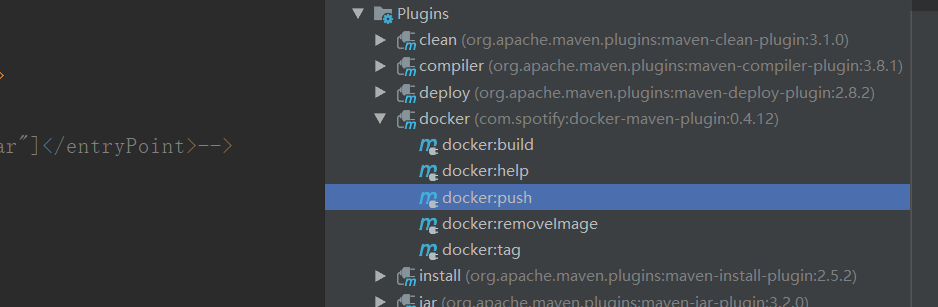 Plugins
clean (org.apache.maven.plugins:maven-clean-plugin:3.1.0)
>
compiler (org.apache.maven.plugins:maven-compiler-plugin:3.8.1)
deploy (org.apache.maven.plugins:maven-deploy-plugin:2.8.2)
docker (com.spotify:docker-maven-plugin:0.4.12)
ar"]</entryPoint>-->
docker:build
docker:help
docker:push
docker:removeImage
docker:tag
install (org.apache.maven.plugins:maven-install-plugin:2.5.2)
jar (org.apache.maven.plugins:maven-jar-plugin:3.2.0)